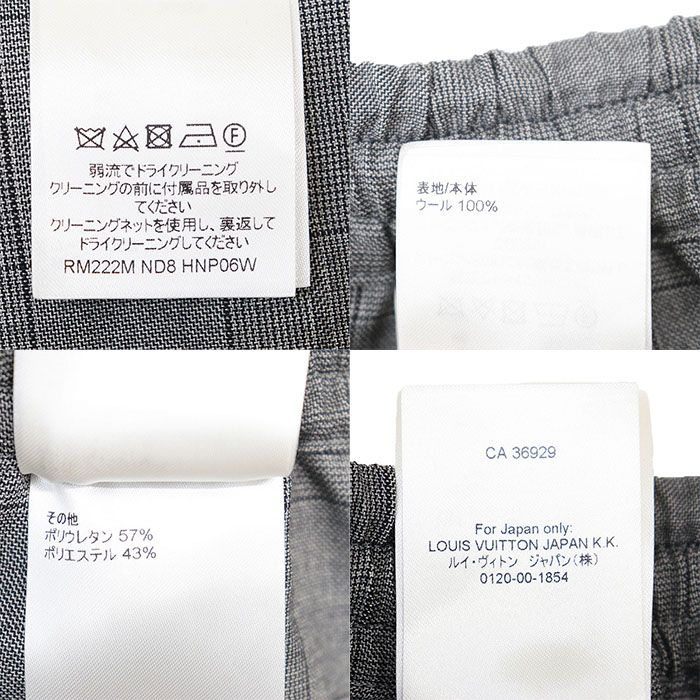 F
弱流でドライクリーニング
クリーニングの前に付属品を取り外し
てください
クリーニングネットを使用し、裏返して
ドライクリーニングしてください
RM222M ND8 HNP06W
表地/本体
ウール 100%
その他
ポリウレタン 57%
ポリエステル 43%
CA 36929
For Japan only:
LOUIS VUITTON JAPAN K.K.
ルイ・ヴィトン ジャパン(株)
0120-00-1854